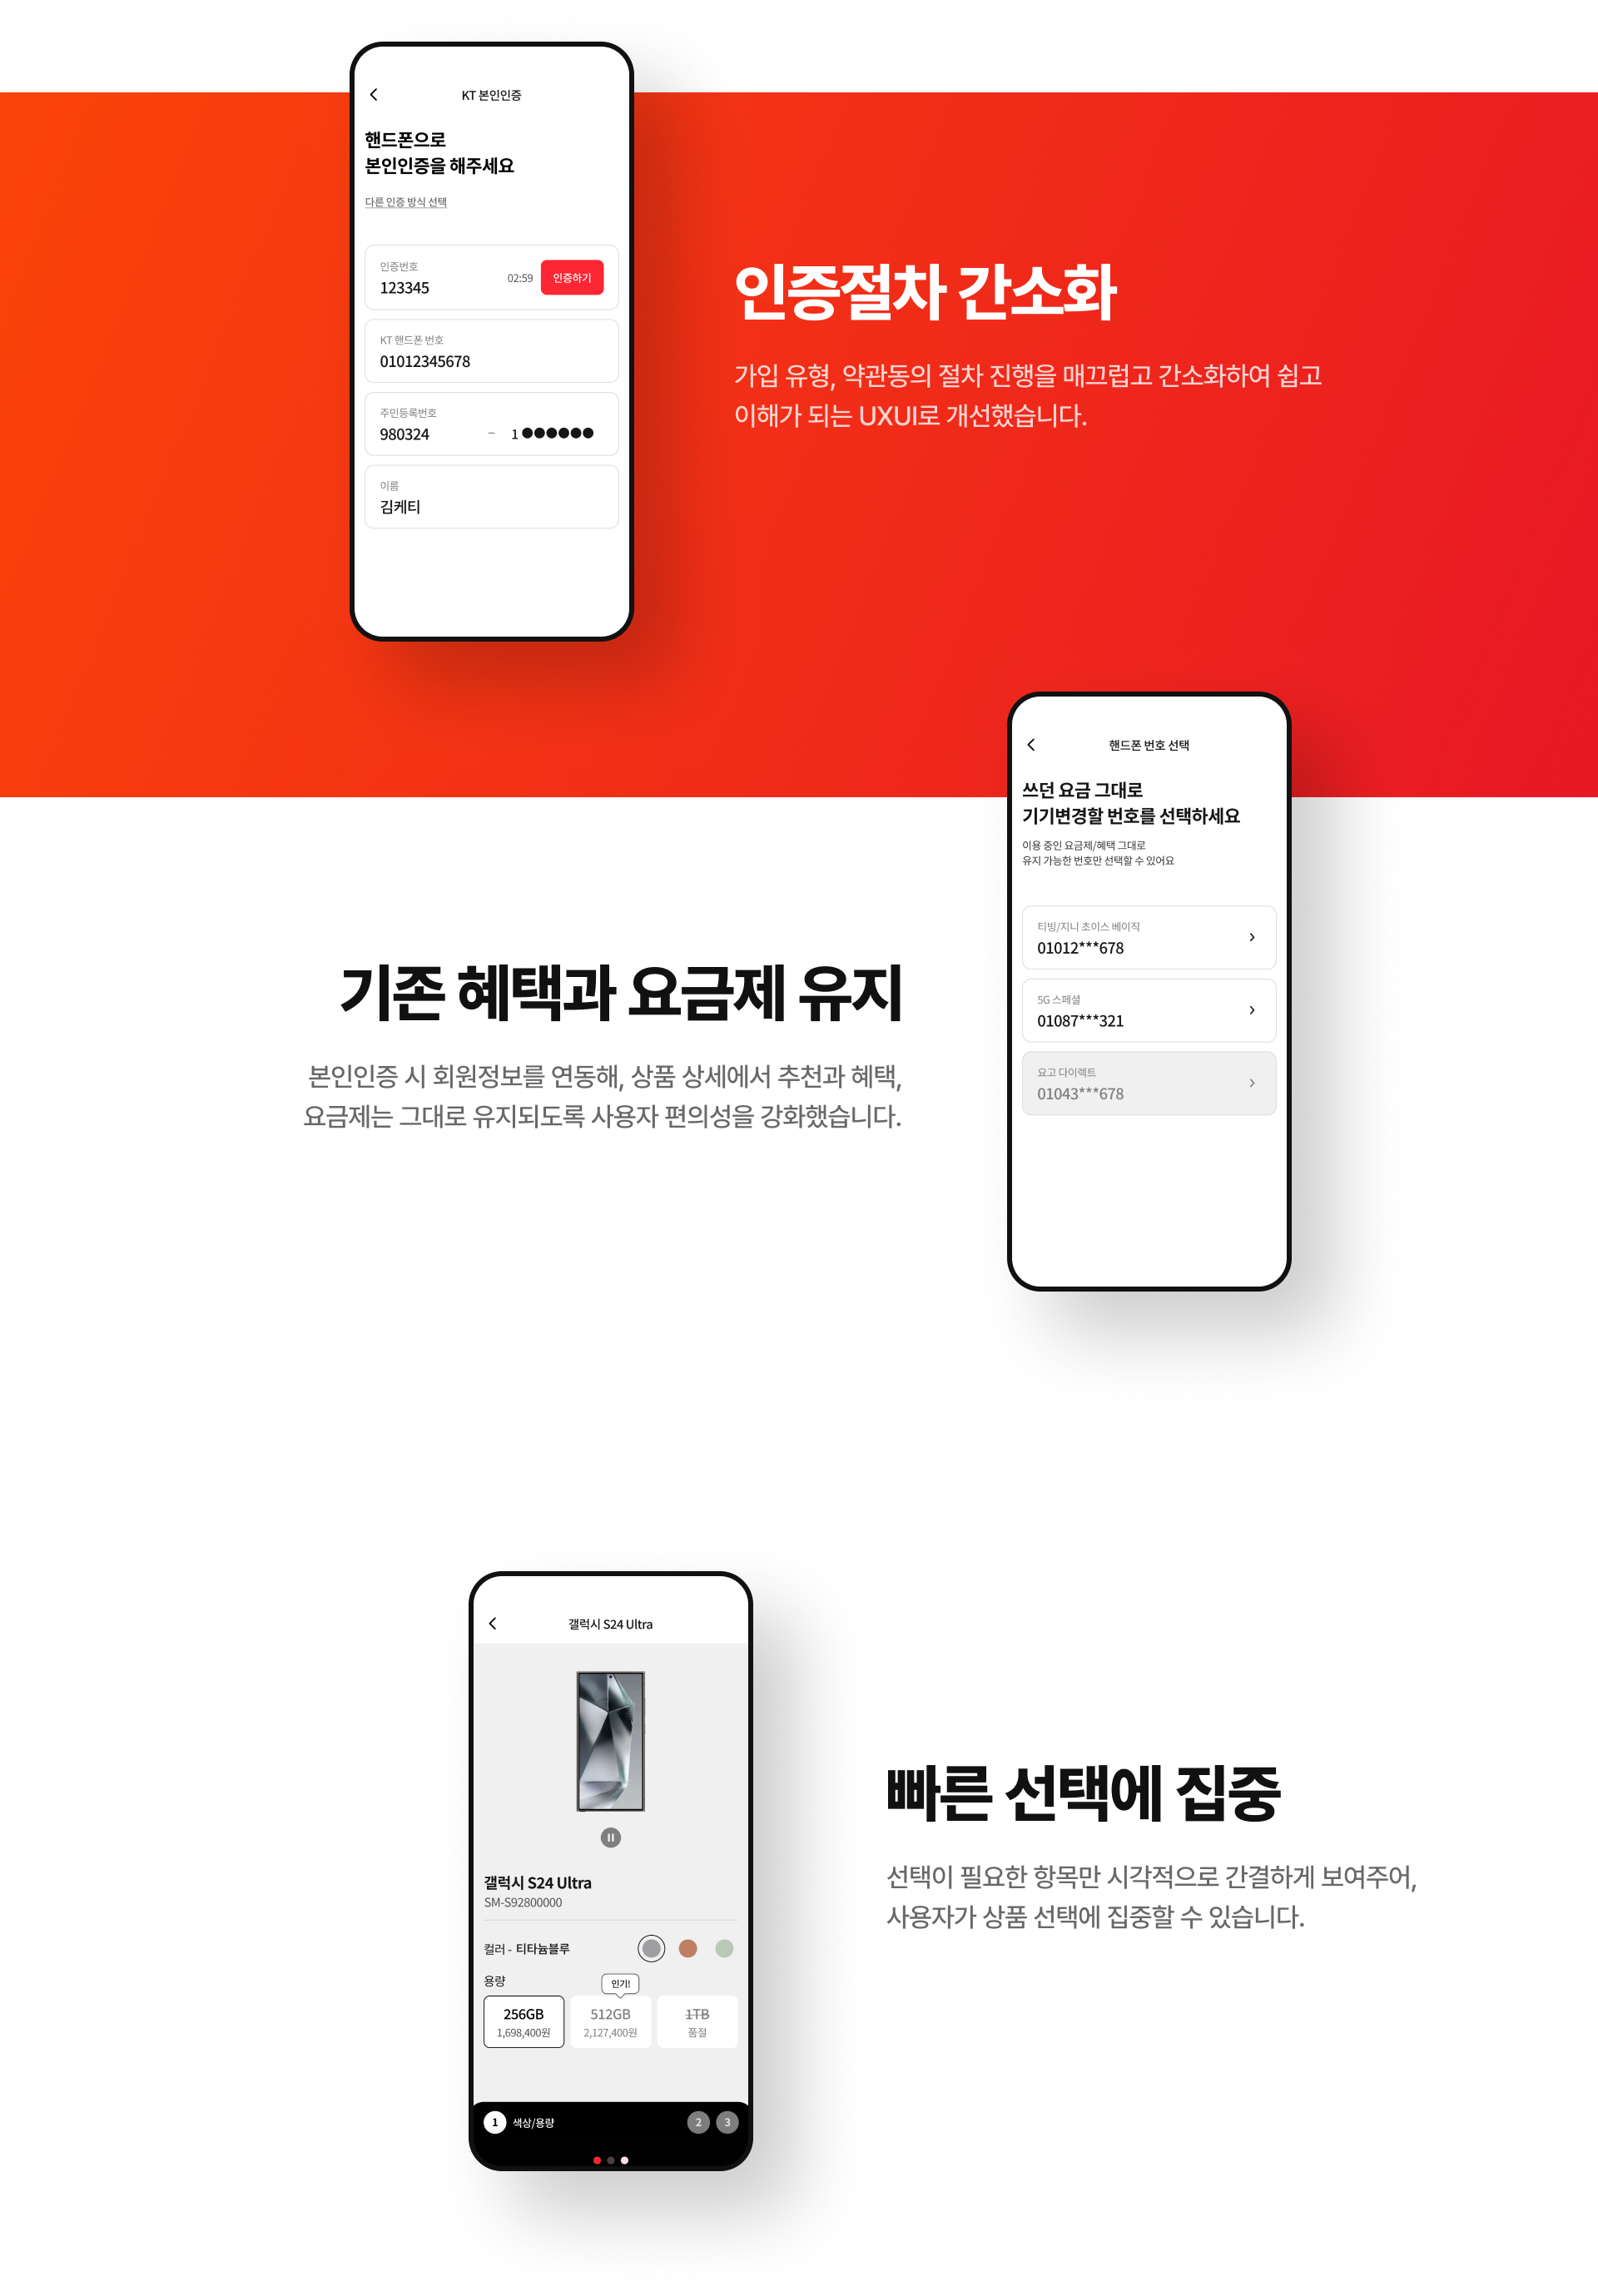 KT 본인인증
핸드폰으로
본인인증을 해주세요
다른 인증 방식 선택
인증번호
123345
02:59
인증하기
KT 핸드폰 번호
01012345678
주민등록번호
980324 – 1●●●●●●
이름
김케티
인증절차 간소화
가입 유형, 약관동의 절차 진행을 매끄럽고 간소화하여 쉽고
이해가 되는 UXUI로 개선했습니다.
핸드폰 번호 선택
쓰던 요금 그대로
기기변경할 번호를 선택하세요
이용 중인 요금제/혜택 그대로
유지 가능한 번호만 선택할 수 있어요
티빙/지니 초이스 베이직
01012***678
5G 스페셜
01087***321
요고 다이렉트
01043***678
기존 혜택과 요금제 유지
본인인증 시 회원정보를 연동해, 상품 상세에서 추천과 혜택,
요금제는 그대로 유지되도록 사용자 편의성을 강화했습니다.
갤럭시 S24 Ultra
갤럭시 S24 Ultra
SM-S92800000
컬러 - 티타늄블루
용량
인기!
256GB
1,698,400원
512GB
2,127,400원
1TB
품절
1 색상/용량 2 3
빠른 선택에 집중
선택이 필요한 항목만 시각적으로 간결하게 보여주어,
사용자가 상품 선택에 집중할 수 있습니다.